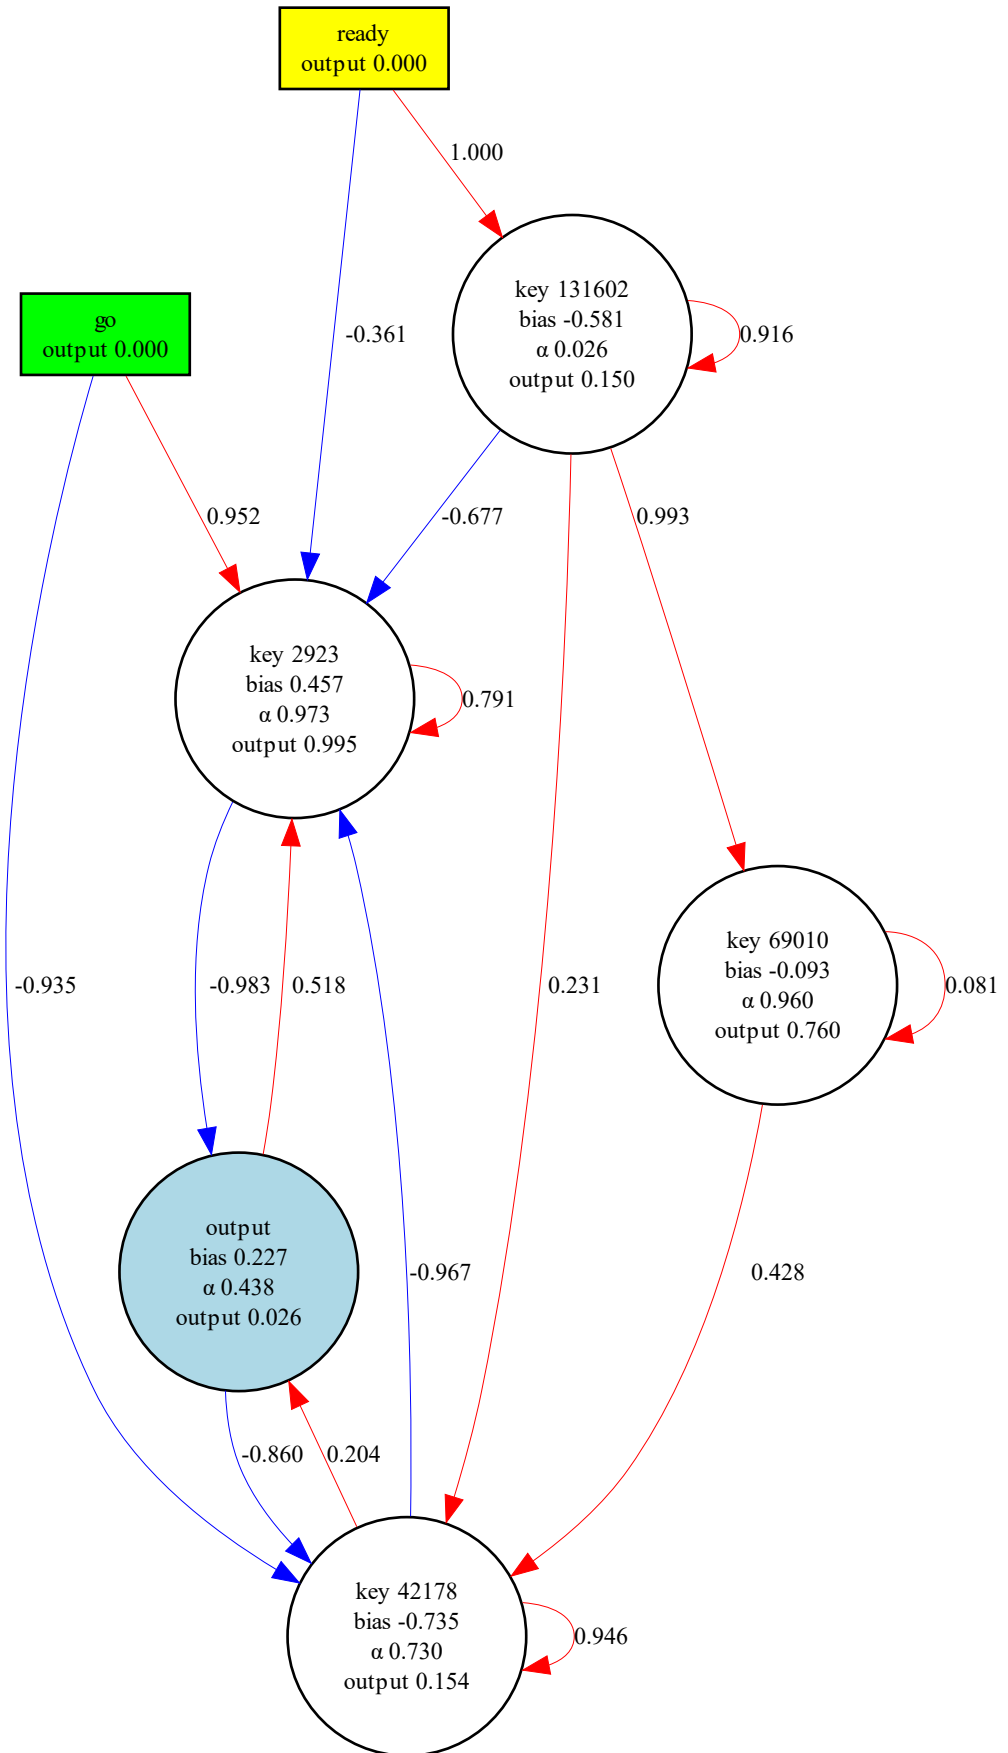 ready
output 0.000
1.000
key 131602
bias -0.581
α 0.026
output 0.150
0.916
-0.361
go
output 0.000
0.952
-0.677
0.993
key 2923
bias 0.457
α 0.973
output 0.995
0.791
-0.935
-0.983
0.518
0.231
key 69010
bias -0.093
α 0.960
output 0.760
0.081
output
bias 0.227
α 0.438
output 0.026
-0.967
0.428
-0.860
0.204
key 42178
bias -0.735
α 0.730
output 0.154
0.946